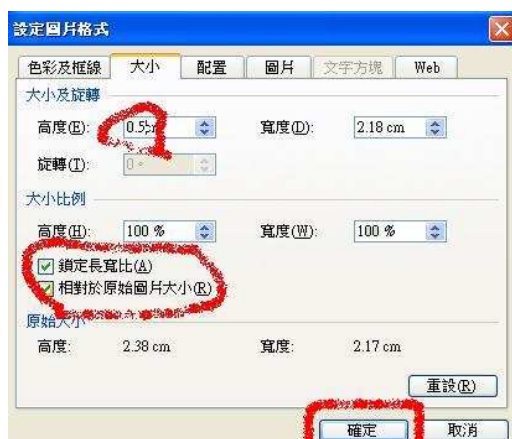 設定圖片格式
色彩及框線 大小 配置 圖片 文字方塊 Web
大小及旋轉
高度(E): 寬度(D): 2.18 cm
旋轉(T): 0°
大小比例
高度(H): 100 % 寬度(W): 100 %
鎖定長寬比(A)
相對於原始圖片大小(R)
原始大小
高度: 2.38 cm 寬度: 2.17 cm
重設(R)
確定 取消